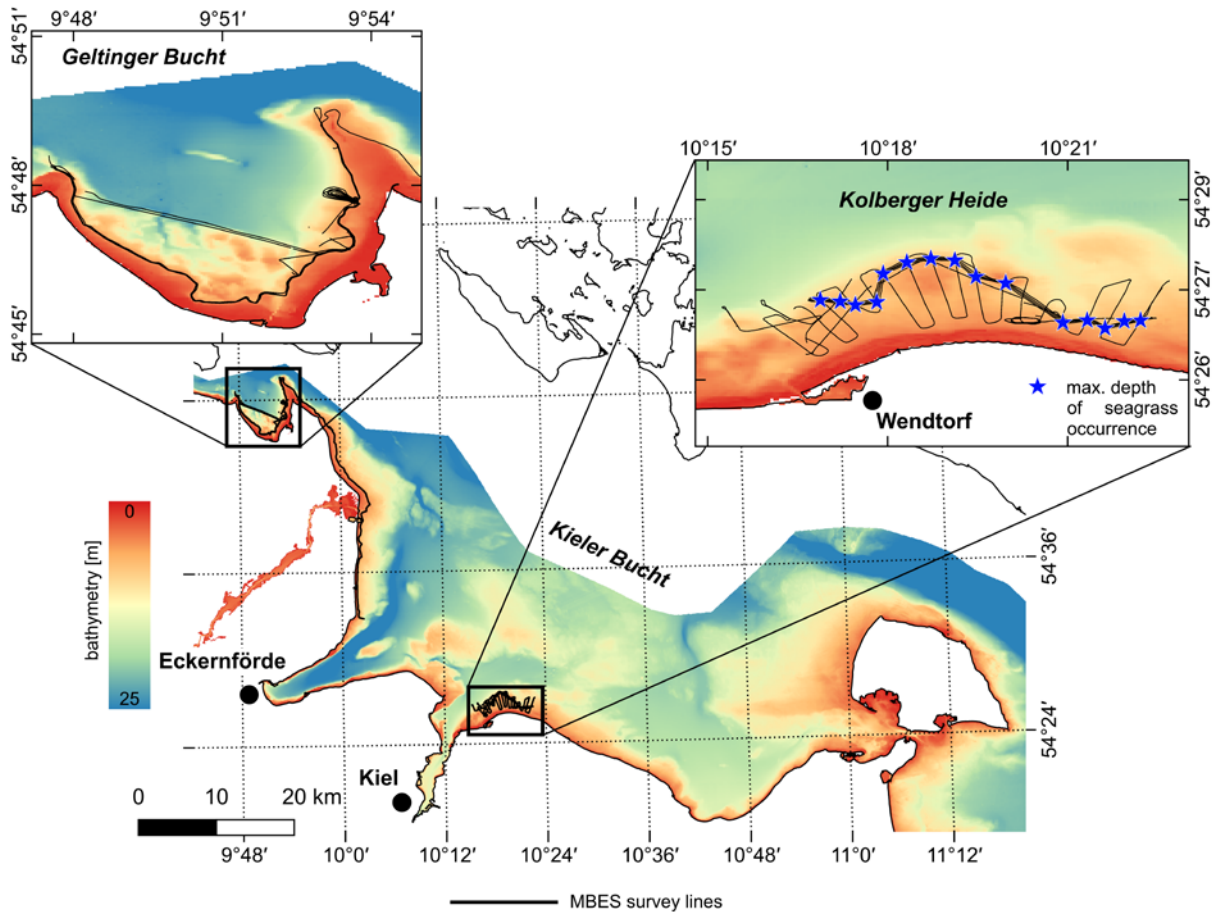 9°48′ 9°51′ 9°54′
54°51′
Geltinger Bucht
54°48′
54°45′
10°15′ 10°18′ 10°21′
54°29′
Kolberger Heide
54°27′
54°26′
max. depth
of seagrass
occurrence
Wendtorf
Kieler Bucht
54°36′
bathymetry [m]
0
25
Eckernförde
54°24′
Kiel
0 10 20 km
9°48′ 10°0′ 10°12′ 10°24′ 10°36′ 10°48′ 11°0′ 11°12′
MBES survey lines